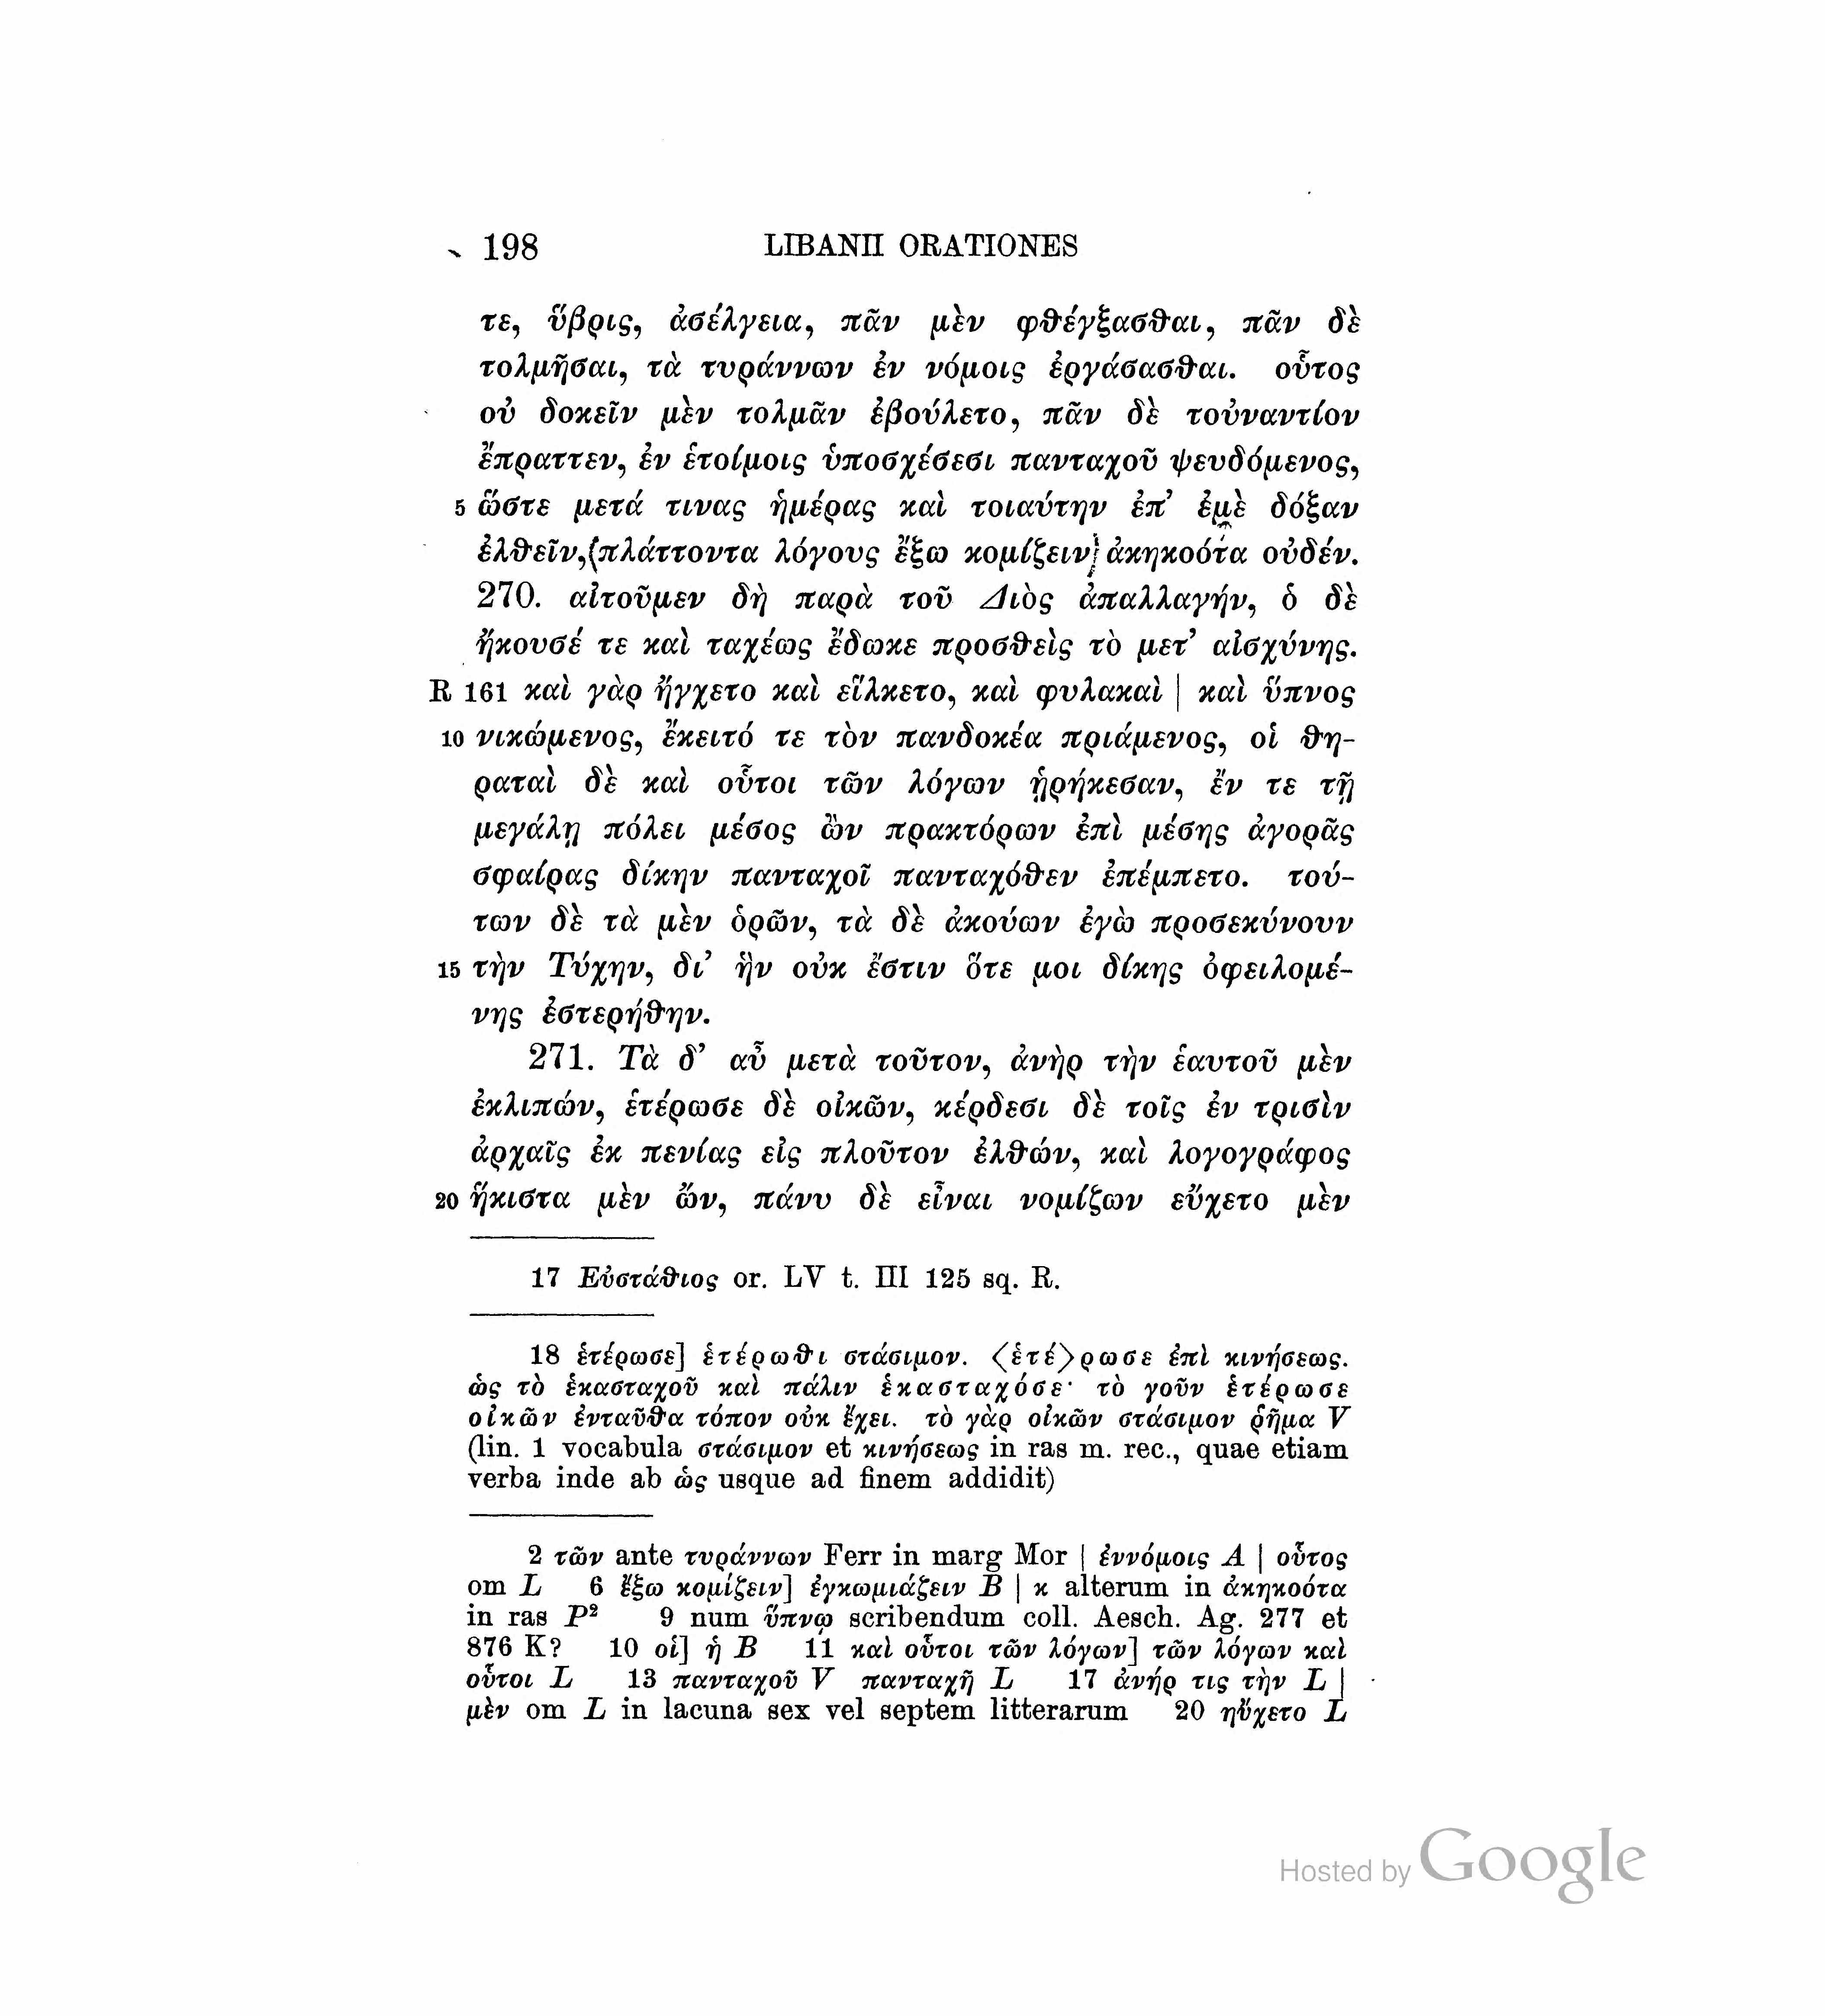 198 LIBANII ORATIONES
τε, ὕβρις, ἀσέλγεια, πᾶν μὲν φθέγξασθαι, πᾶν δὲ
τολμῆσαι, τὰ τυράννων ἐν νόμοις ἐργάσασθαι. οὗτος
οὐ δοκεῖν μὲν τολμᾶν ἐβούλετο, πᾶν δὲ τοὐναντίον
ἔπραττεν, ἐν ἑτοίμοις ὑποσχέσεσι πανταχοῦ ψευδόμενος,
5 ὥστε μετά τινας ἡμέρας καὶ τοιαύτην ἐπ’ ἐμὲ δόξαν
ἐλθεῖν, πλάττοντα λόγους ἔξω κομίζειν ἀκηκοότα οὐδέν.
270. αἰτοῦμεν δὴ παρὰ τοῦ Διὸς ἀπαλλαγήν, ὁ δὲ
ἤκουσέ τε καὶ ταχέως ἔδωκε προσθεὶς τὸ μετ’ αἰσχύνης.
R 161 καὶ γὰρ ἤγχετο καὶ εἵλκετο, καὶ φυλακαὶ | καὶ ὕπνος
10 νικώμενος, ἔκειτό τε τὸν πανδοκέα πριάμενος, οἱ θη-
ραταὶ δὲ καὶ οὗτοι τῶν λόγων ᾑρήκεσαν, ἔν τε τῇ
μεγάλῃ πόλει μέσος ὢν πρακτόρων ἐπὶ μέσης ἀγορᾶς
σφαίρας δίκην πανταχοῖ πανταχόθεν ἐπέμπετο. τού-
των δὲ τὰ μὲν ὁρῶν, τὰ δὲ ἀκούων ἐγὼ προσεκύνουν
15 τὴν Τύχην, δι’ ἣν οὐκ ἔστιν ὅτε μοι δίκης ὀφειλομέ-
νης ἐστερήθην.
271. Τὰ δ’ αὖ μετὰ τοῦτον, ἀνὴρ τὴν ἑαυτοῦ μὲν
ἐκλιπών, ἑτέρωσε δὲ οἰκῶν, κέρδεσι δὲ τοῖς ἐν τρισὶν
ἀρχαῖς ἐκ πενίας εἰς πλοῦτον ἐλθών, καὶ λογογράφος
20 ἥκιστα μὲν ὤν, πάνυ δὲ εἶναι νομίζων εὔχετο μὲν
17 Εὐστάθιος or. LV t. III 125 sq. R.
18 ἑτέρωσε] ἑτέρωθι στάσιμον. ⟨ἑτέ⟩ρωσε ἐπὶ κινήσεως.
ὡς τὸ ἑκασταχοῦ καὶ πάλιν ἑκασταχόσε· τὸ γοῦν ἑτέρωσε
οἰκῶν ἐνταῦθα τόπον οὐκ ἔχει. τὸ γὰρ οἰκῶν στάσιμον ῥῆμα V
(lin. 1 vocabula στάσιμον et κινήσεως in ras m. rec., quae etiam
verba inde ab ὡς usque ad finem addidit)
2 τῶν ante τυράννων Ferr in marg Mor | ἐννόμοις A | οὗτος
om L 6 ἔξω κομίζειν] ἐγκωμιάζειν B | κ alterum in ἀκηκοότα
in ras P² 9 num ὕπνῳ scribendum coll. Aesch. Ag. 277 et
876 K? 10 οἱ] ἡ B 11 καὶ οὗτοι τῶν λόγων] τῶν λόγων καὶ
οὗτοι L 13 πανταχοῦ V πανταχῆ L 17 ἀνήρ τις τὴν L |
μὲν om L in lacuna sex vel septem litterarum 20 ηὔχετο L
Hosted by Google